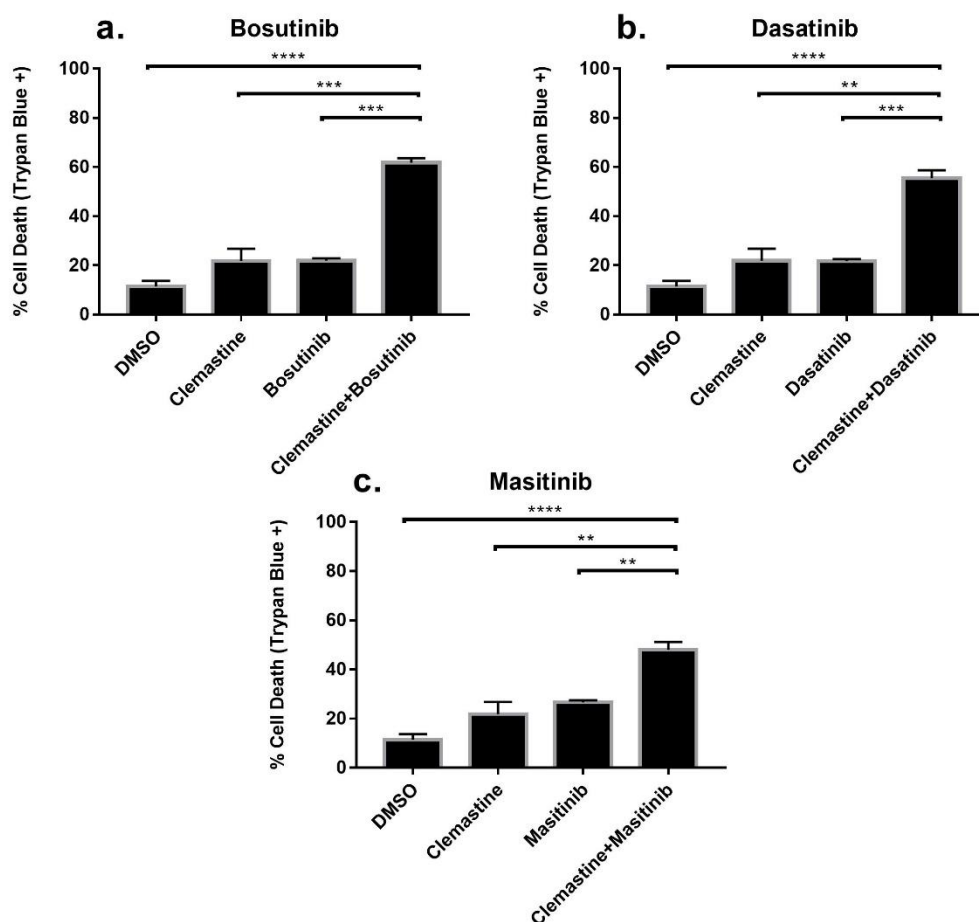 a.
Bosutinib
% Cell Death (Trypan Blue +)
100
80
60
40
20
0
****
***
***
DMSO
Clemastine
Bosutinib
Clemastine+Bosutinib
b.
Dasatinib
% Cell Death (Trypan Blue +)
100
80
60
40
20
0
****
**
***
DMSO
Clemastine
Dasatinib
Clemastine+Dasatinib
c.
Masitinib
% Cell Death (Trypan Blue +)
100
80
60
40
20
0
****
**
**
DMSO
Clemastine
Masitinib
Clemastine+Masitinib